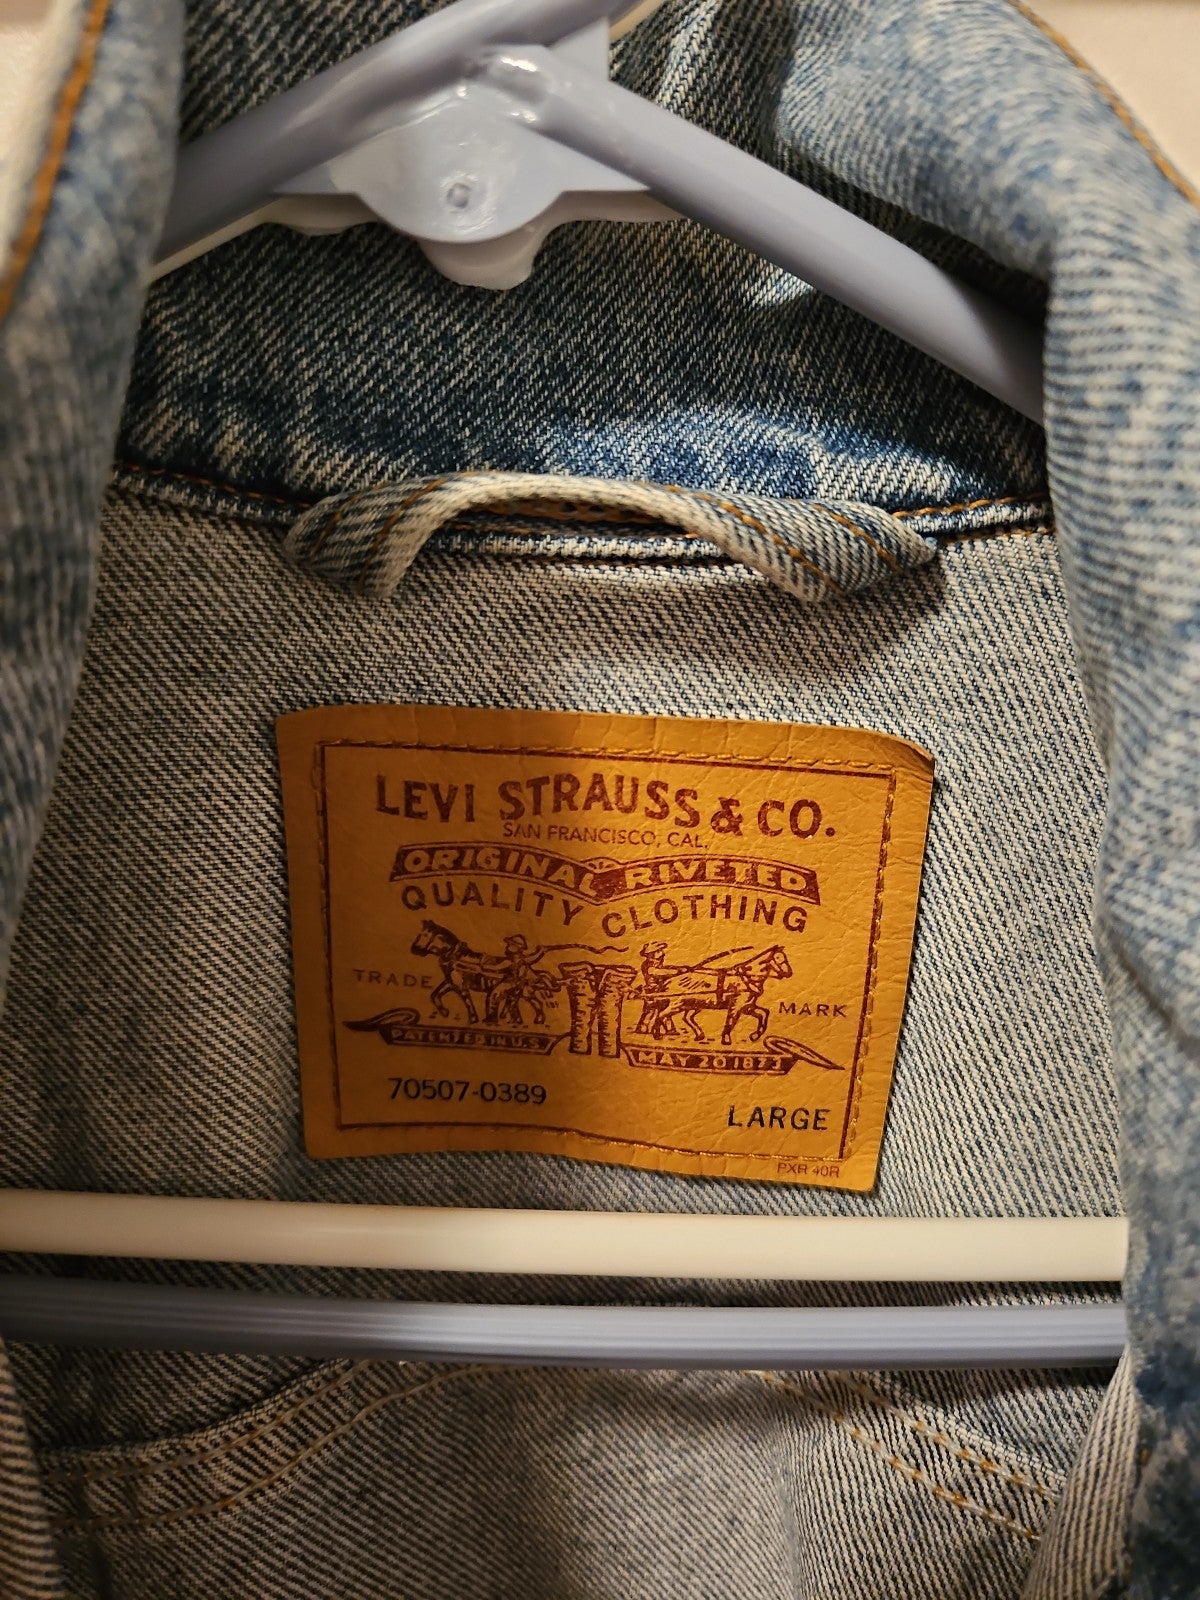 LEVI STRAUSS & CO.
SAN FRANCISCO, CAL.
ORIGINAL RIVETED
QUALITY CLOTHING
TRADE MARK
PATENTED IN U.S.
MAY 20 1873
70507-0389
LARGE
PXR 40R